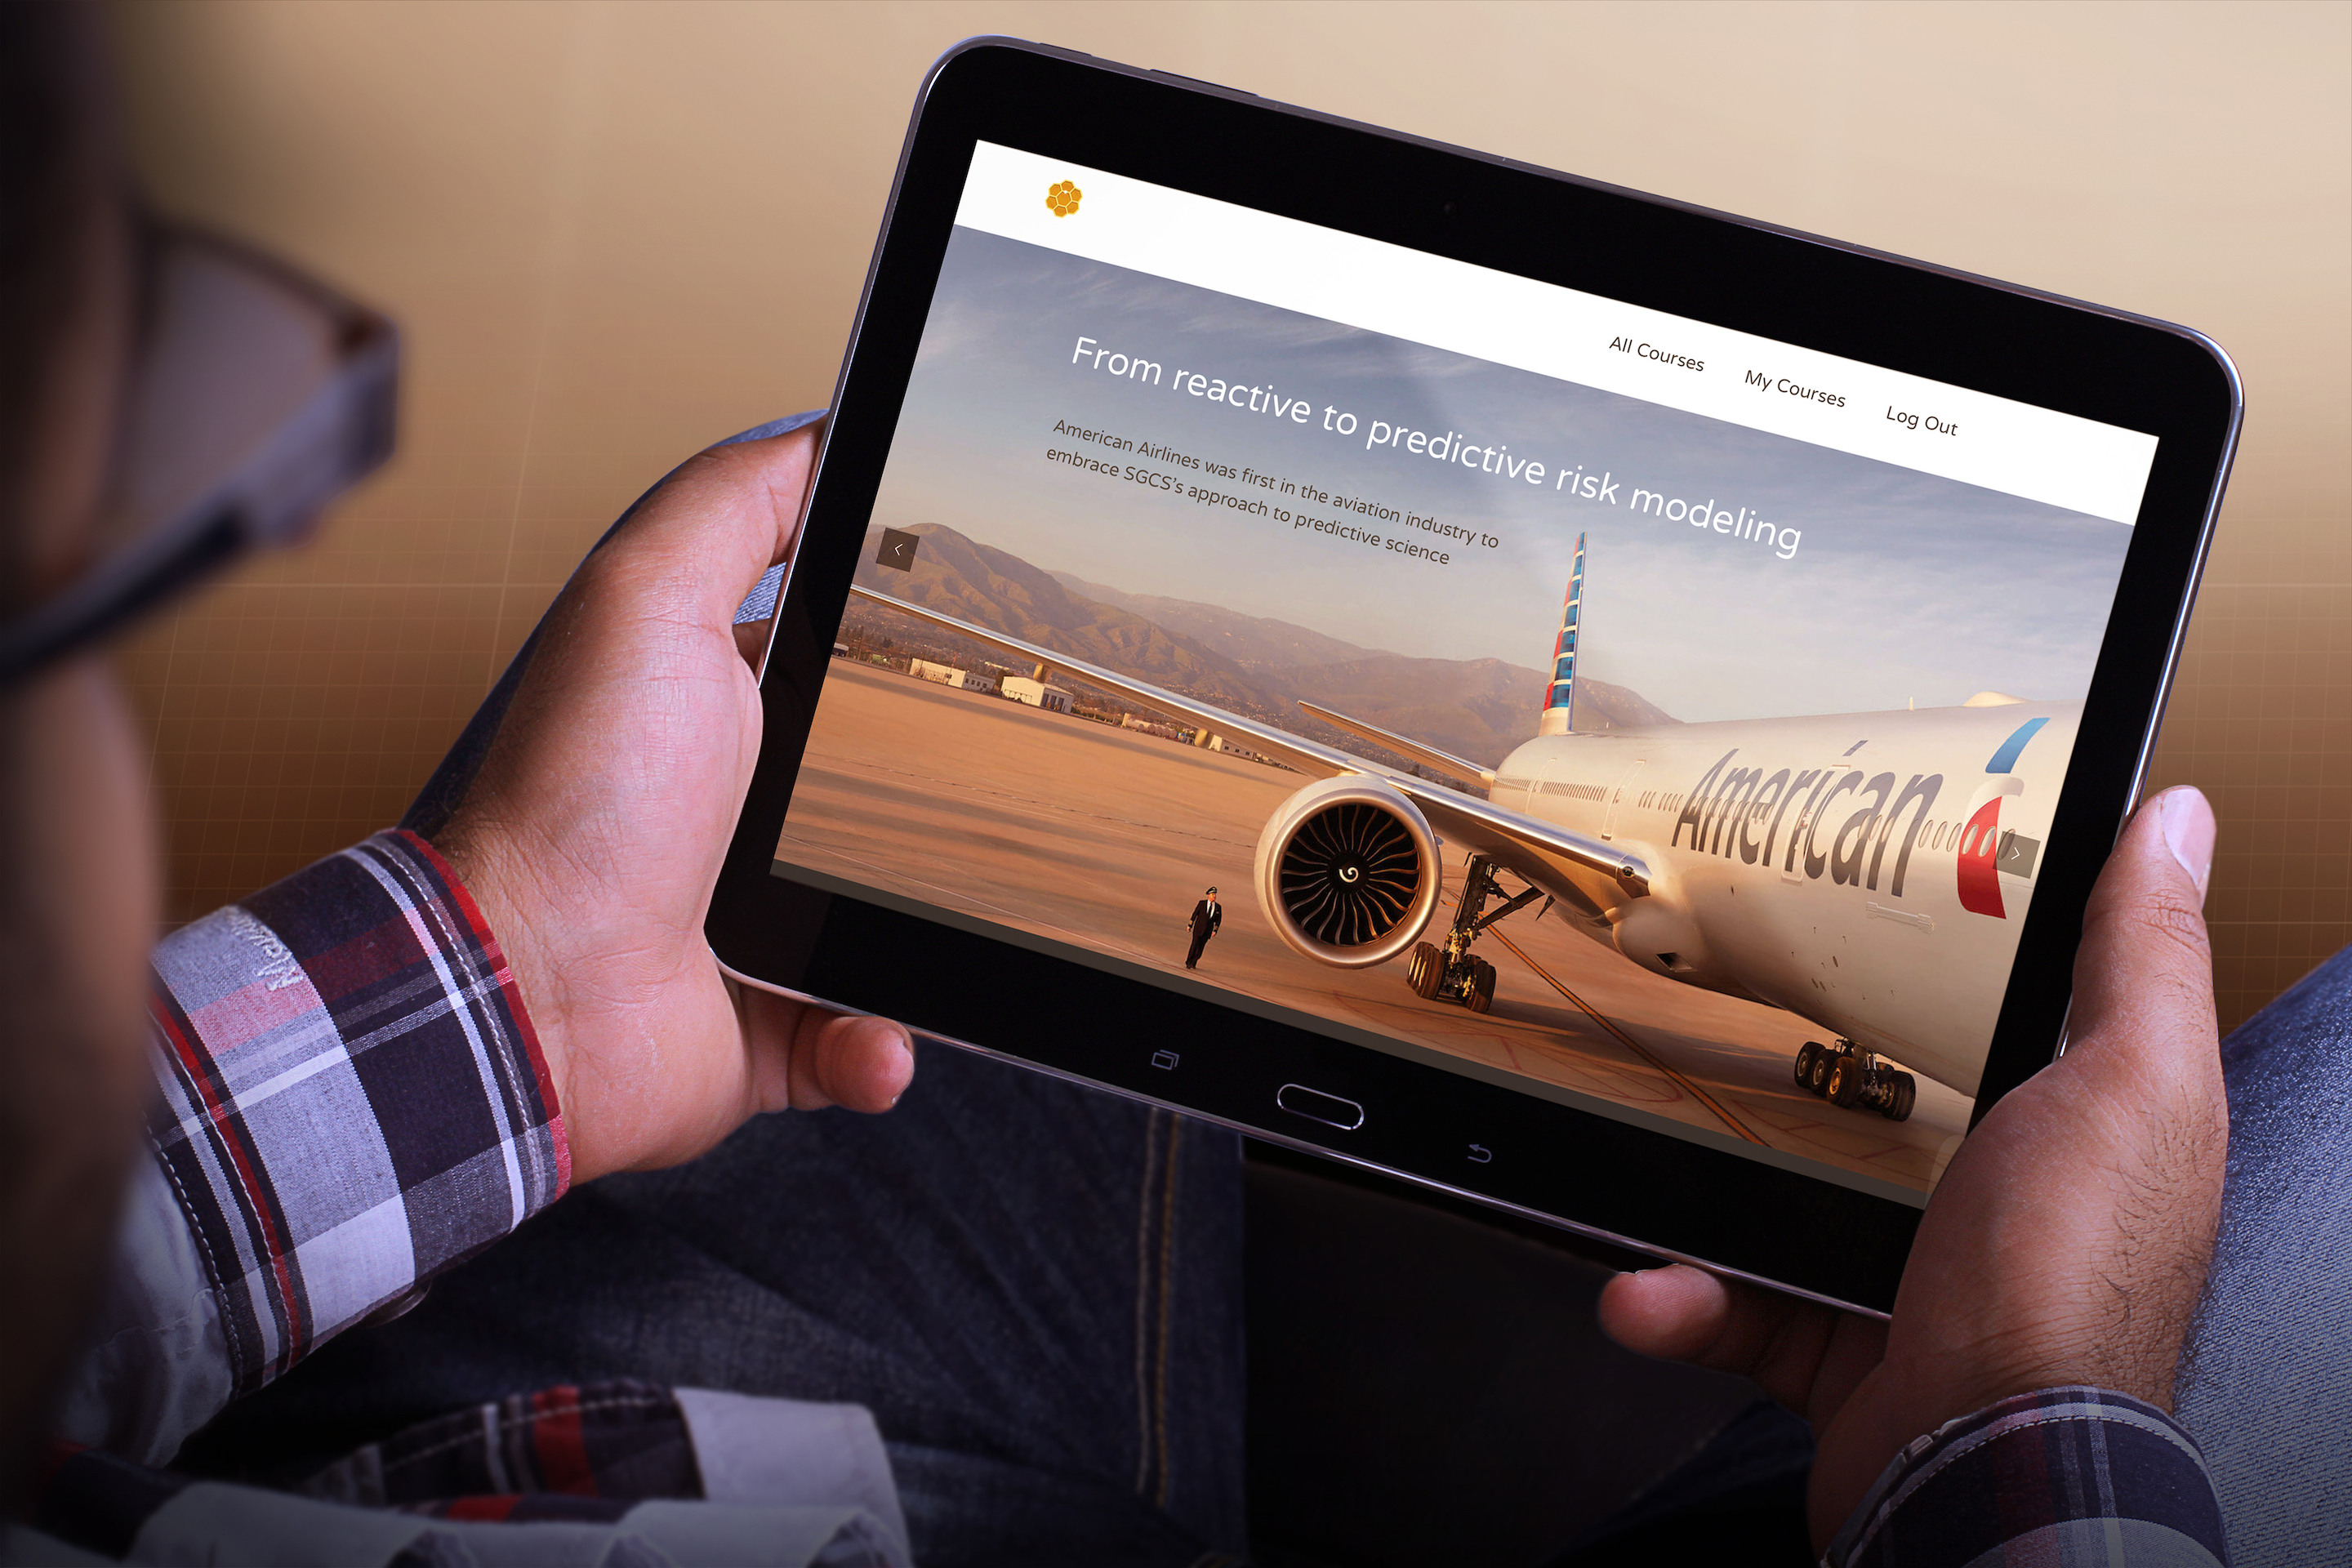 All Courses
My Courses
Log Out
From reactive to predictive risk modeling
American Airlines was first in the aviation industry to
embrace SGCS's approach to predictive science
American